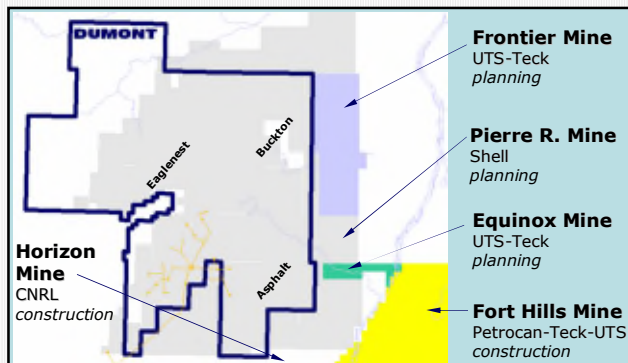 DUMONT
Eaglenest
Buckton
Asphalt
Horizon
Mine
CNRL
construction
Frontier Mine
UTS-Teck
planning
Pierre R. Mine
Shell
planning
Equinox Mine
UTS-Teck
planning
Fort Hills Mine
Petrocan-Teck-UTS
construction